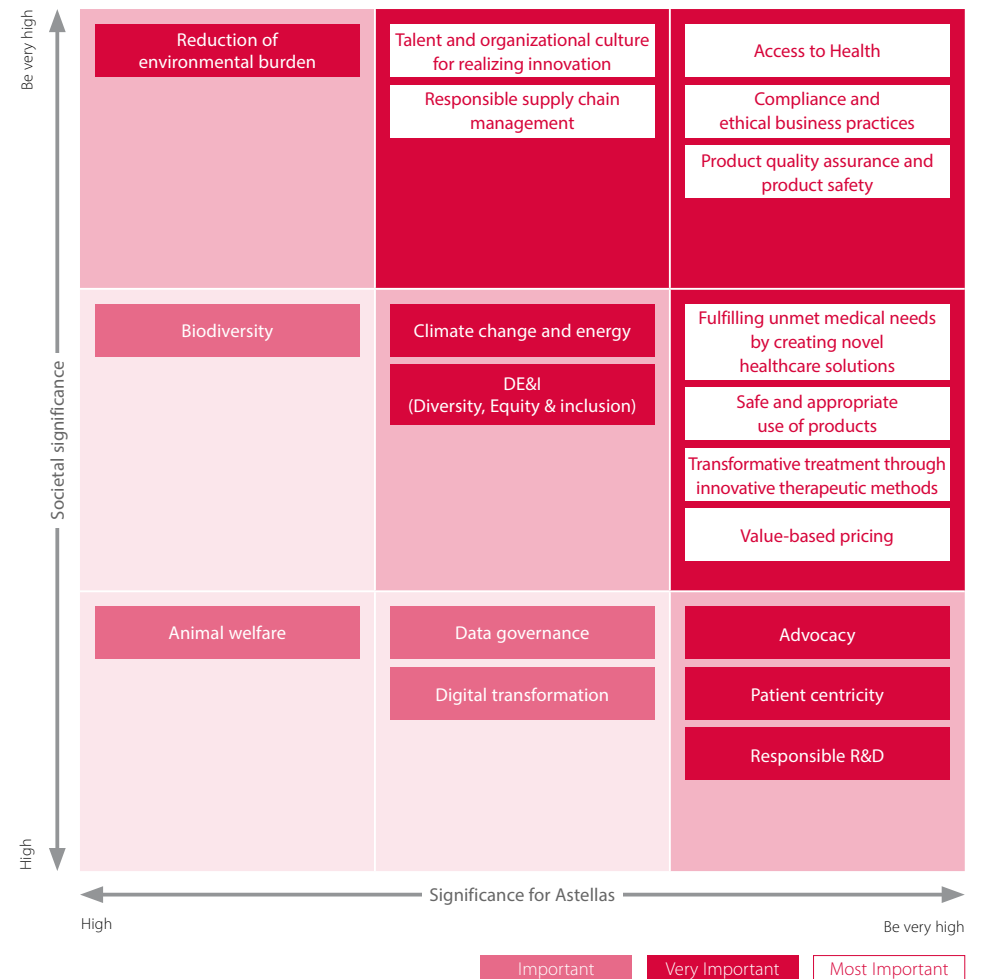 Be very high
Societal significance
High
Reduction of
environmental burden
Talent and organizational culture
for realizing innovation
Responsible supply chain
management
Access to Health
Compliance and
ethical business practices
Product quality assurance and
product safety
Biodiversity
Climate change and energy
DE&I
(Diversity, Equity & inclusion)
Fulfilling unmet medical needs
by creating novel
healthcare solutions
Safe and appropriate
use of products
Transformative treatment through
innovative therapeutic methods
Value-based pricing
Animal welfare
Data governance
Digital transformation
Advocacy
Patient centricity
Responsible R&D
Significance for Astellas
High
Be very high
Important
Very Important
Most Important